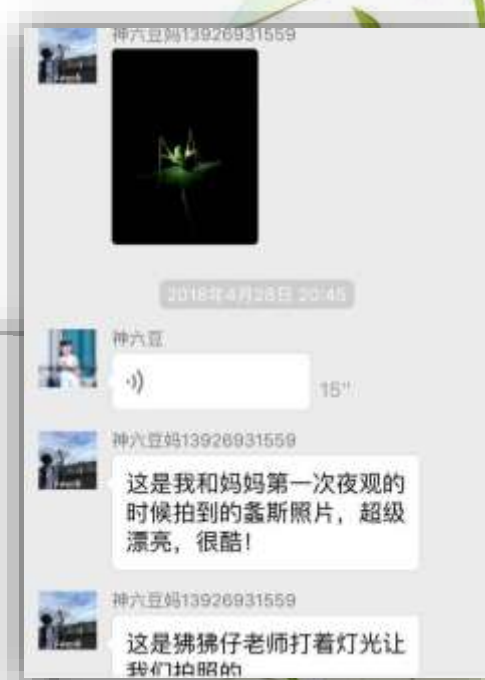 神六豆妈13926931559
2018年4月28日 20:45
神六豆
15"
神六豆妈13926931559
这是我和妈妈第一次夜观的
时候拍到的螽斯照片，超级
漂亮，很酷！
神六豆妈13926931559
这是狒狒仔老师打着灯光让
我们拍照的